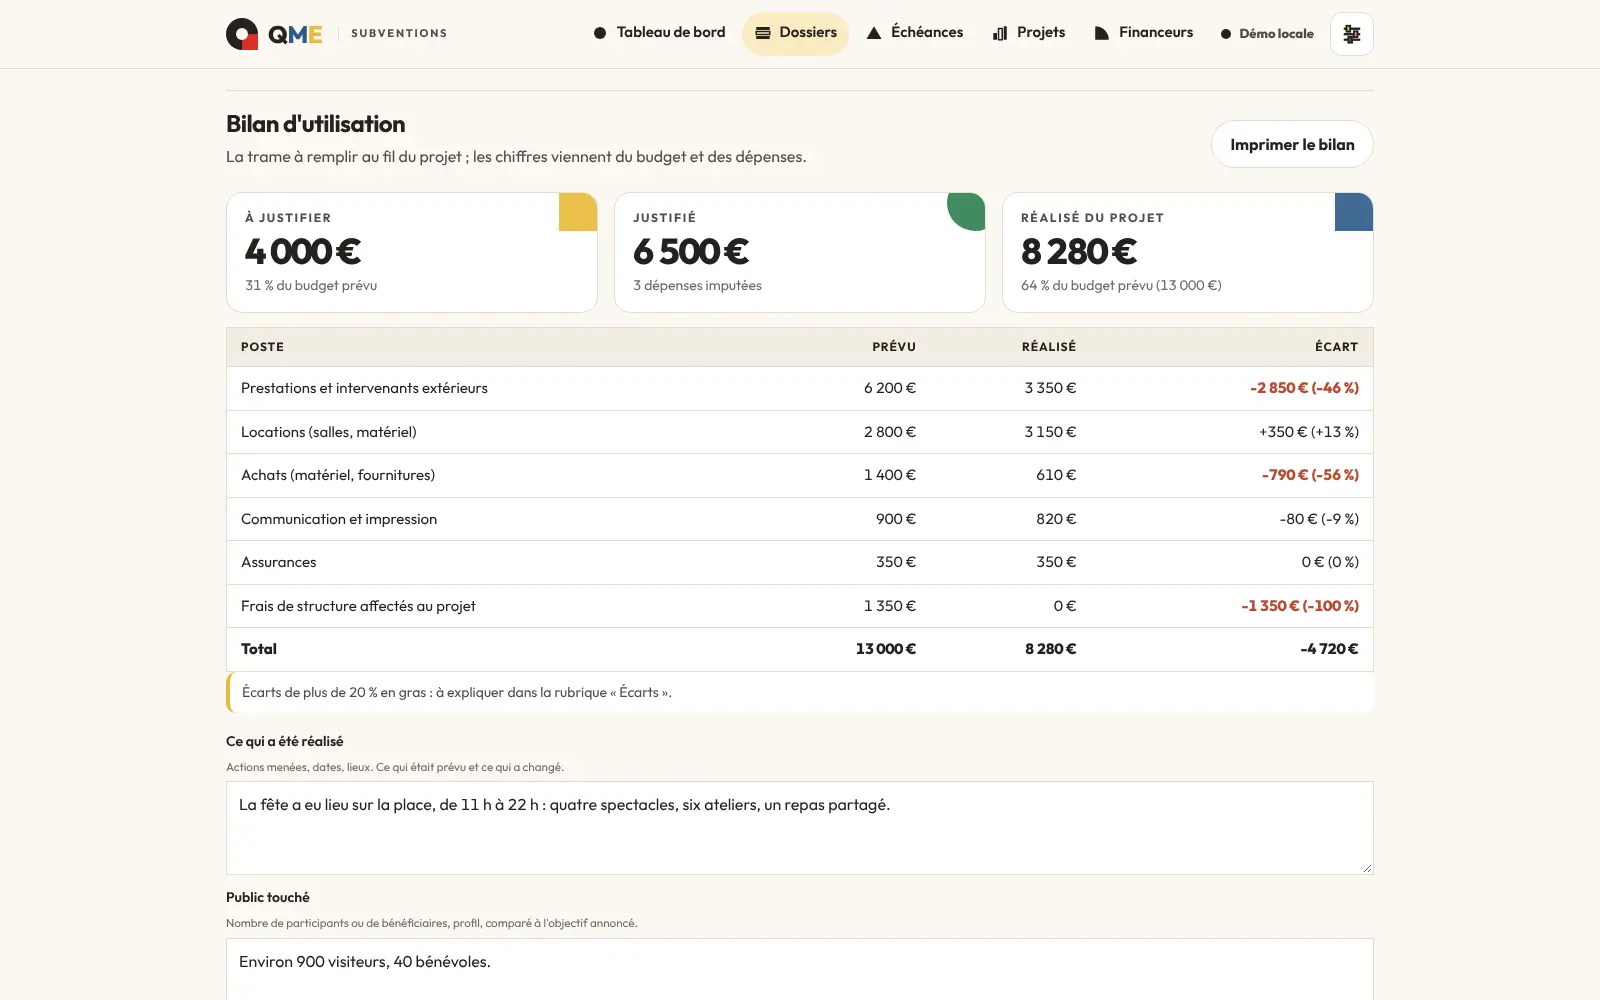 QME SUBVENTIONS Tableau de bord Dossiers Échéances Projets Financeurs Démo locale
Bilan d'utilisation
La trame à remplir au fil du projet ; les chiffres viennent du budget et des dépenses.
Imprimer le bilan
À JUSTIFIER
4 000 €
31 % du budget prévu
JUSTIFIÉ
6 500 €
3 dépenses imputées
RÉALISÉ DU PROJET
8 280 €
64 % du budget prévu (13 000 €)
POSTE PRÉVU RÉALISÉ ÉCART
Prestations et intervenants extérieurs 6 200 € 3 350 € -2 850 € (-46 %)
Locations (salles, matériel) 2 800 € 3 150 € +350 € (+13 %)
Achats (matériel, fournitures) 1 400 € 610 € -790 € (-56 %)
Communication et impression 900 € 820 € -80 € (-9 %)
Assurances 350 € 350 € 0 € (0 %)
Frais de structure affectés au projet 1 350 € 0 € -1 350 € (-100 %)
Total 13 000 € 8 280 € -4 720 €
Écarts de plus de 20 % en gras : à expliquer dans la rubrique « Écarts ».
Ce qui a été réalisé
Actions menées, dates, lieux. Ce qui était prévu et ce qui a changé.
La fête a eu lieu sur la place, de 11 h à 22 h : quatre spectacles, six ateliers, un repas partagé.
Public touché
Nombre de participants ou de bénéficiaires, profil, comparé à l'objectif annoncé.
Environ 900 visiteurs, 40 bénévoles.